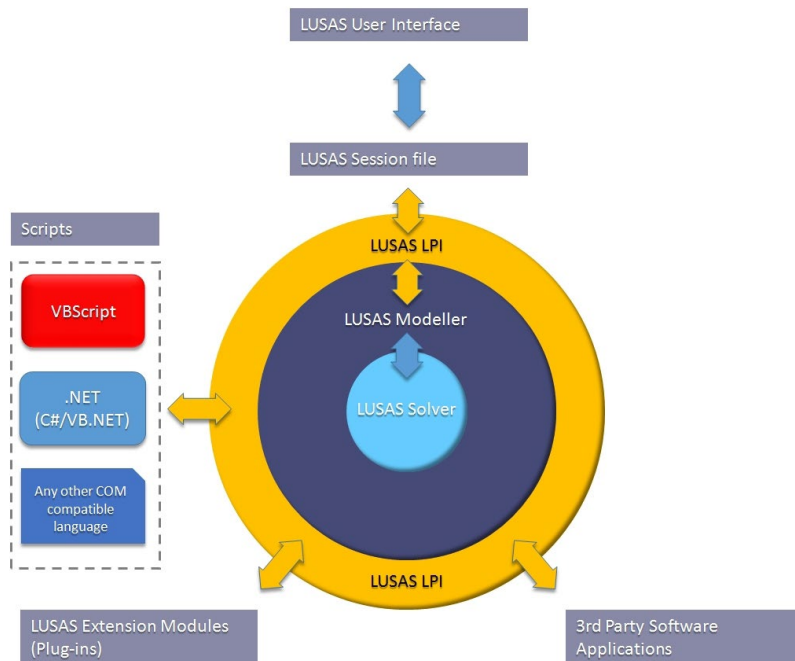 LUSAS User Interface
LUSAS Session file
Scripts
LUSAS LPI
VBScript
LUSAS Modeller
.NET
(C#/VB.NET)
LUSAS Solver
Any other COM
compatible
language
LUSAS LPI
LUSAS Extension Modules
(Plug-ins)
3rd Party Software
Applications